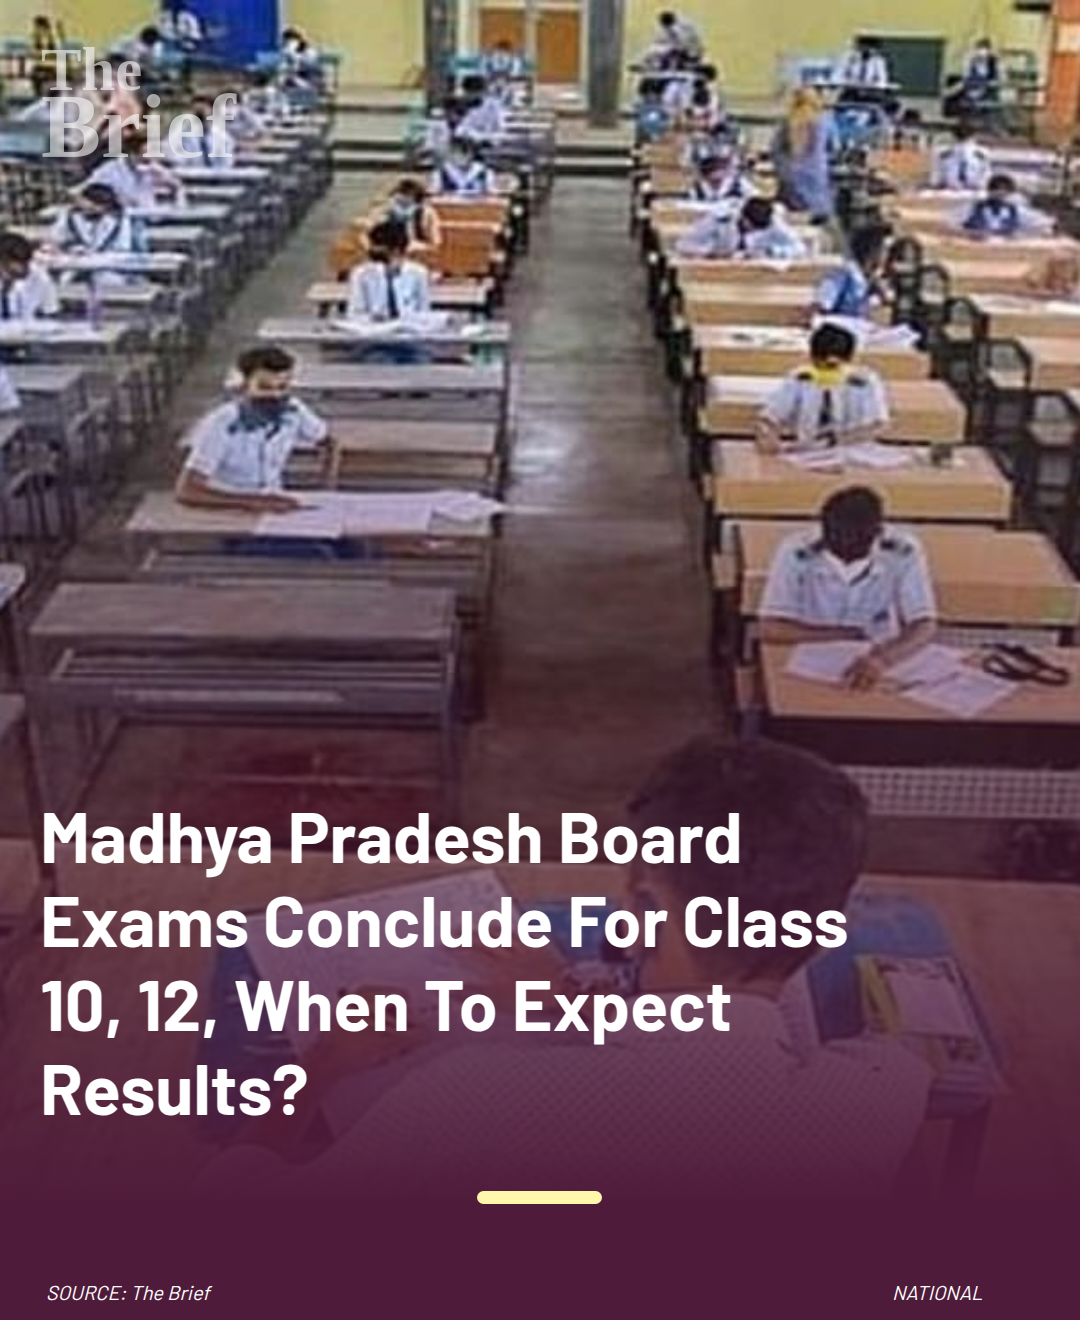 The
Brief
Madhya Pradesh Board
Exams Conclude For Class
10, 12, When To Expect
Results?
SOURCE: The Brief
NATIONAL